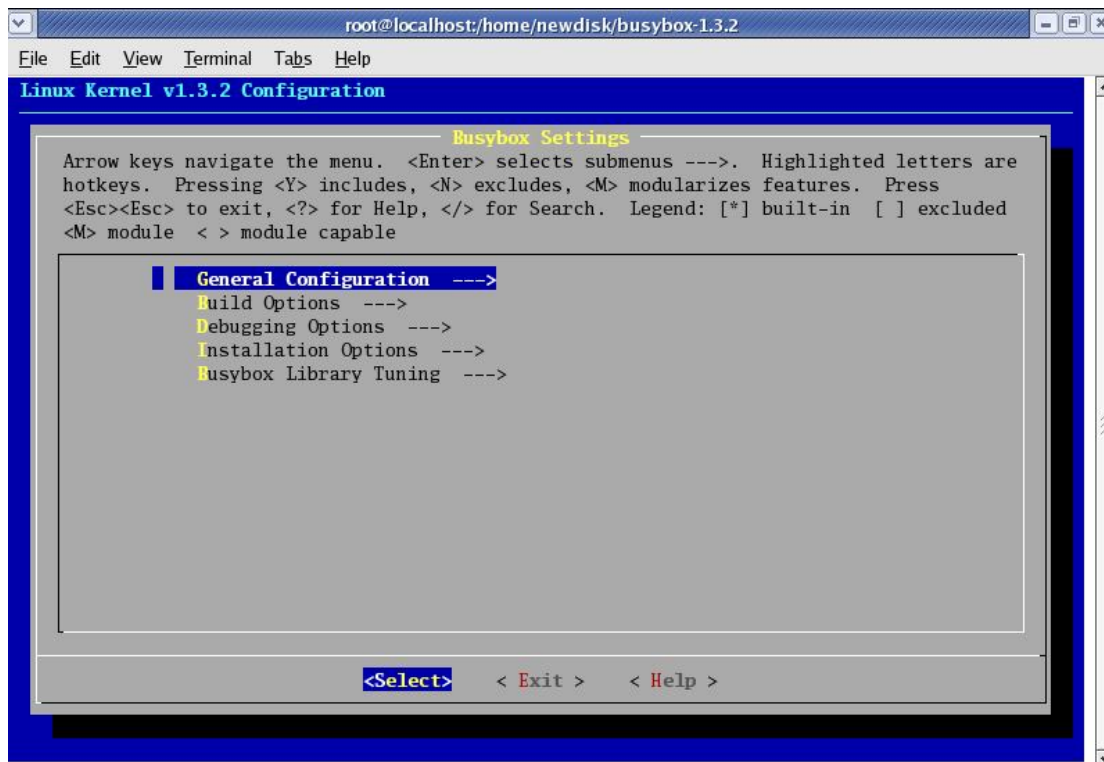 root@localhost:/home/newdisk/busybox-1.3.2
File Edit View Terminal Tabs Help
Linux Kernel v1.3.2 Configuration
Busybox Settings
Arrow keys navigate the menu. <Enter> selects submenus --->. Highlighted letters are
hotkeys. Pressing <Y> includes, <N> excludes, <M> modularizes features. Press
<Esc><Esc> to exit, <?> for Help, </> for Search. Legend: [*] built-in [ ] excluded
<M> module < > module capable
General Configuration --->
Build Options --->
Debugging Options --->
Installation Options --->
Busybox Library Tuning --->
<Select> < Exit > < Help >